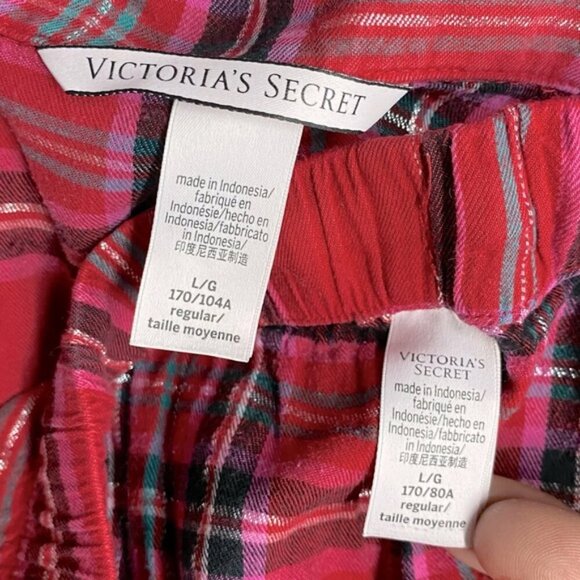 VICTORIA'S SECRET
made in Indonesia/
fabriqué en
Indonésie/hecho en
Indonesia/fabbricato
in Indonesia/
印度尼西亚制造
L/G
170/104A
regular/
taille moyenne
VICTORIA'S
SECRET
made in Indonesia/
fabriqué en
Indonésie/hecho en
Indonesia/fabbricato
in Indonesia/
印度尼西亚制造
L/G
170/80A
regular/
taille moyenne